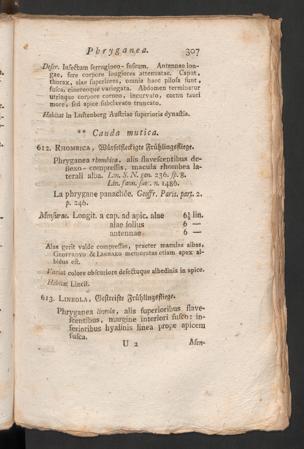 Phryganea. 307
Descr. Insectum ferrugineo-fuscum. Antennae lon-
gae, fere corpore longiores attenuatae. Caput,
thorax, alae superiores, omnia haec pilosa sunt,
fusca, cinereoque variegata. Abdomen terminatur
utrinque corpore corneo, incurvato, cornu tauri
more, sed apice subclavato truncato.
Habitat in Lustenberg Austriae superioris dynastia.
** Cauda mutica.
612. RHOMBICA, Würfelfleckigte Frühlingsfliege.
Phryganea rhombica, alis flavescentibus de-
flexo-compressis, macula rhombea la-
terali alba. Lin. S. N. gen. 236. sp. 8.
Lin. faun. suec. n. 1486.
La phrygane panachée. Geoffr. Paris. part. 2.
p. 246.
Mensurae. Longit. a cap. ad apic. alae 6½ lin.
alae solius 6 —
antennae 6 —
Alas gerit valde compressas, praeter maculas albas,
GEOFFROYO & LINNAEO memoratas etiam apex al-
bidus est.
Variat colore obscuriore defectuque albedinis in apice.
Habitat Lincii.
613. LINEOLA, Gestreifte Frühlingsfliege.
Phryganea lineola, alis superioribus flave-
scentibus, margine interiori fusco: in-
ferioribus hyalinis linea prope apicem
fusca.
U 2 Men-